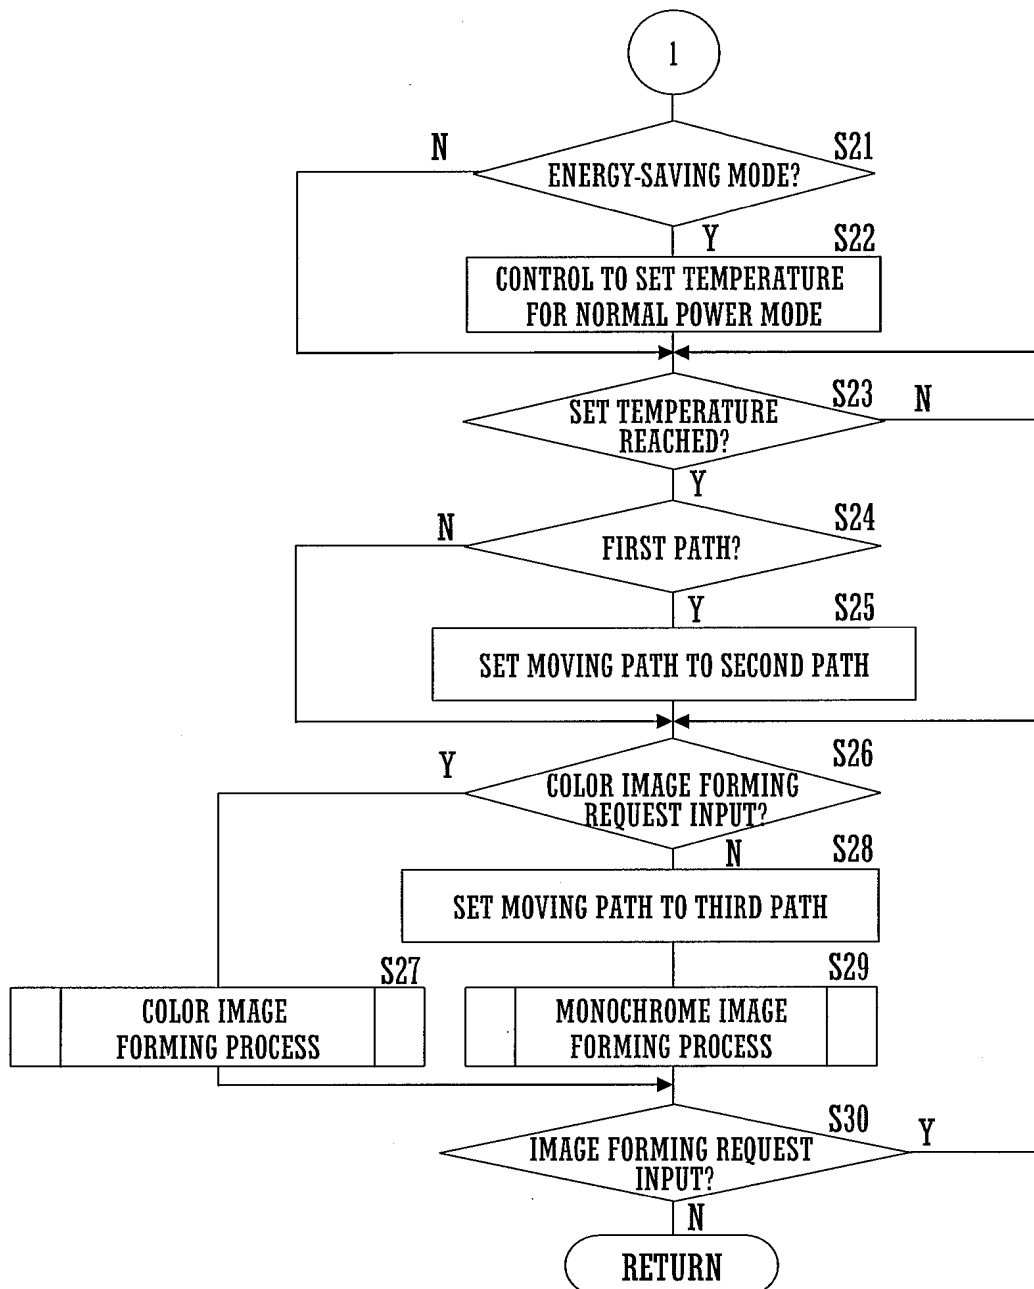 1
N
S21
ENERGY-SAVING MODE?
Y
S22
CONTROL TO SET TEMPERATURE
FOR NORMAL POWER MODE
S23
N
SET TEMPERATURE
REACHED?
Y
N
S24
FIRST PATH?
Y
S25
SET MOVING PATH TO SECOND PATH
Y
S26
COLOR IMAGE FORMING
REQUEST INPUT?
N
S28
SET MOVING PATH TO THIRD PATH
S27
COLOR IMAGE
FORMING PROCESS
S29
MONOCHROME IMAGE
FORMING PROCESS
S30
Y
IMAGE FORMING REQUEST
INPUT?
N
RETURN